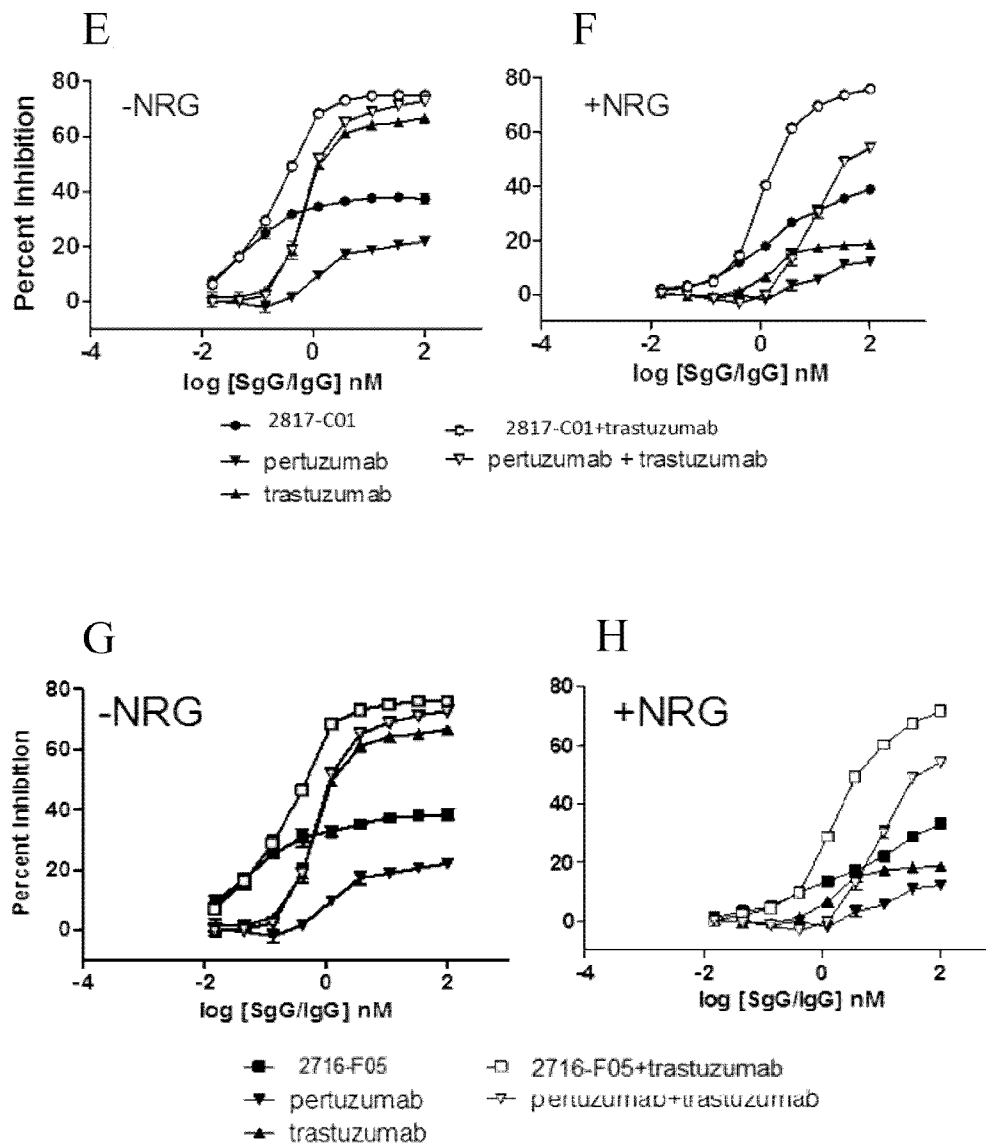 E
F
-NRG
+NRG
Percent Inhibition
80
60
40
20
0
-4
-2
0
2
log [SgG/IgG] nM
80
60
40
20
0
-4
-2
0
2
log [SgG/IgG] nM
2817-C01
2817-C01+trastuzumab
pertuzumab
pertuzumab + trastuzumab
trastuzumab
G
H
-NRG
+NRG
Percent Inhibition
80
60
40
20
0
-4
-2
0
2
log [SgG/IgG] nM
80
60
40
20
0
-4
-2
0
2
log [SgG/IgG] nM
2716-F05
2716-F05+trastuzumab
pertuzumab
pertuzumab+trastuzumab
trastuzumab